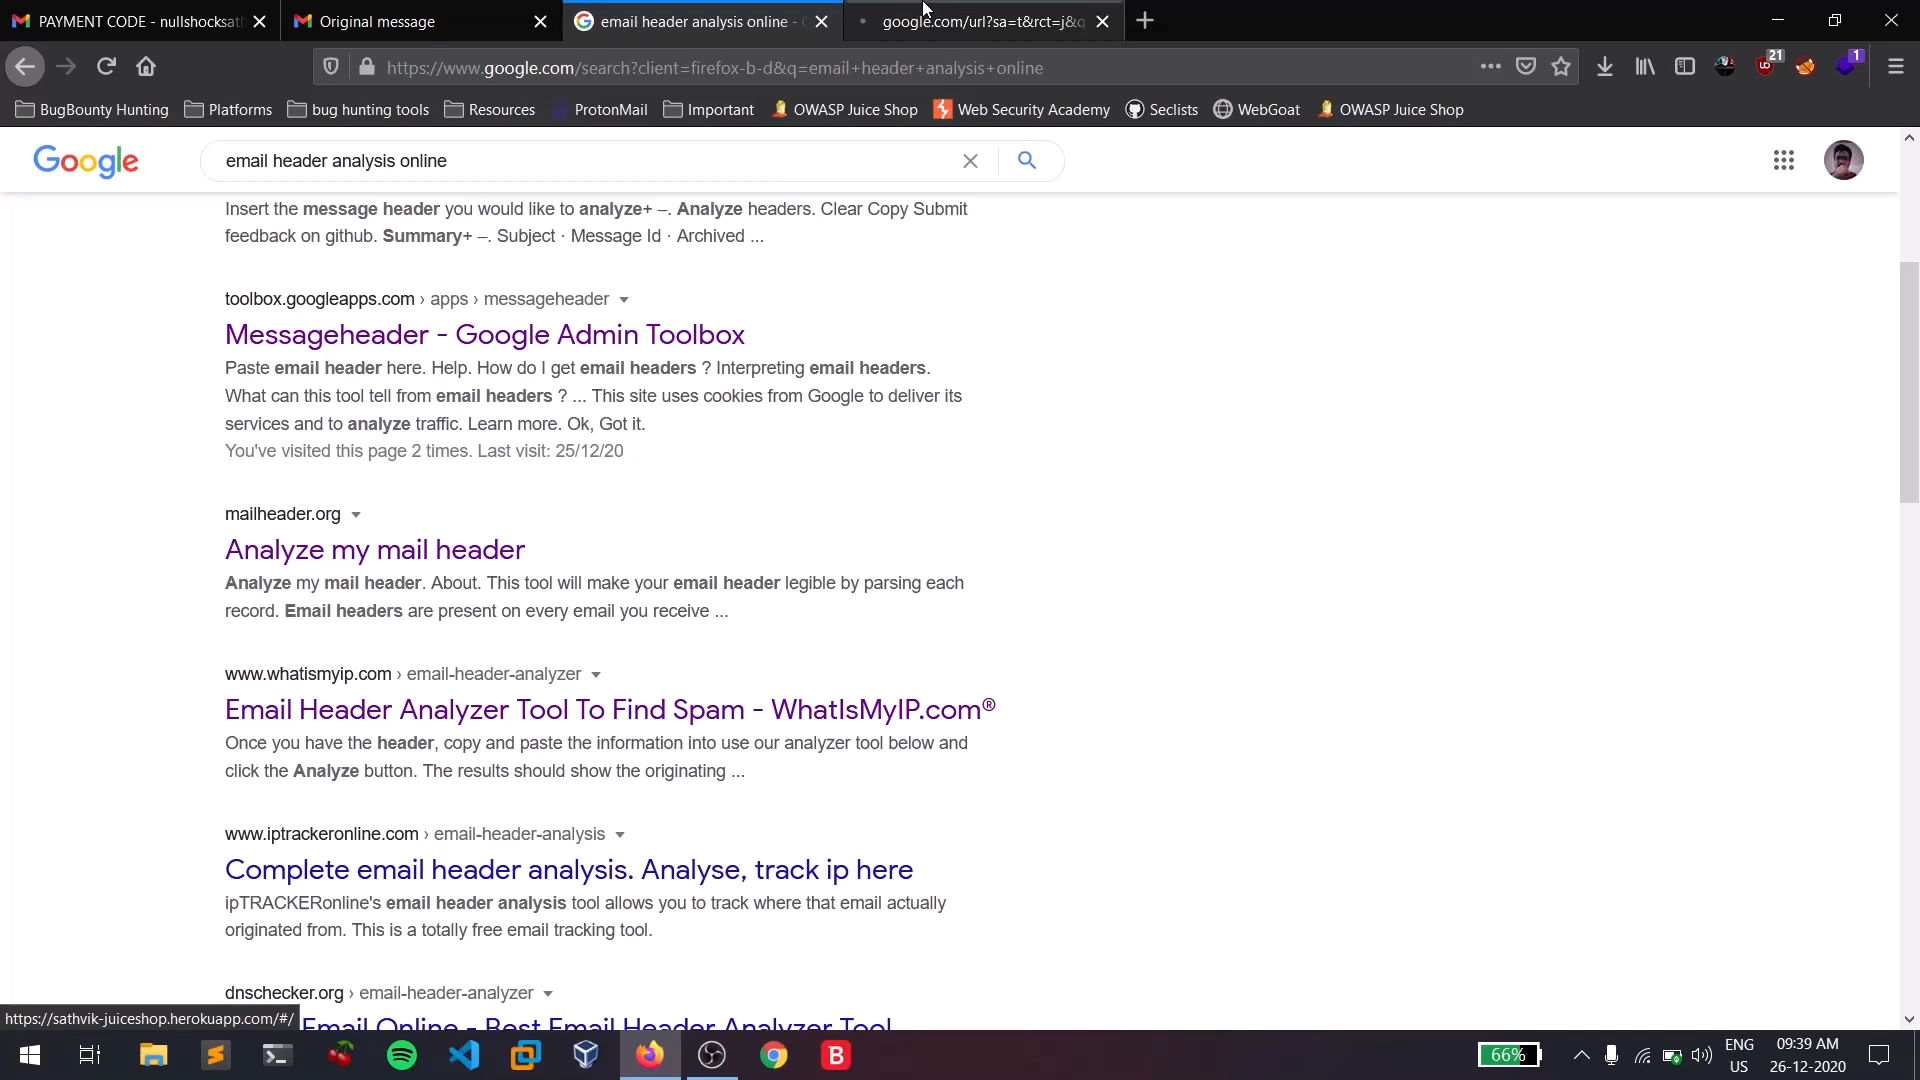 PAYMENT CODE - nullshocksath
Original message
email header analysis online -
google.com/url?sa=t&rct=j&q
https://www.google.com/search?client=firefox-b-d&q=email+header+analysis+online
21
1
BugBounty Hunting
Platforms
bug hunting tools
Resources
ProtonMail
Important
OWASP Juice Shop
Web Security Academy
Seclists
WebGoat
OWASP Juice Shop
Google
email header analysis online
Insert the message header you would like to analyze+ –. Analyze headers. Clear Copy Submit
feedback on github. Summary+ –. Subject · Message Id · Archived ...
toolbox.googleapps.com › apps › messageheader
Messageheader - Google Admin Toolbox
Paste email header here. Help. How do I get email headers ? Interpreting email headers.
What can this tool tell from email headers ? ... This site uses cookies from Google to deliver its
services and to analyze traffic. Learn more. Ok, Got it.
You've visited this page 2 times. Last visit: 25/12/20
mailheader.org
Analyze my mail header
Analyze my mail header. About. This tool will make your email header legible by parsing each
record. Email headers are present on every email you receive ...
www.whatismyip.com › email-header-analyzer
Email Header Analyzer Tool To Find Spam - WhatIsMyIP.com®
Once you have the header, copy and paste the information into use our analyzer tool below and
click the Analyze button. The results should show the originating ...
www.iptrackeronline.com › email-header-analysis
Complete email header analysis. Analyse, track ip here
ipTRACKERonline's email header analysis tool allows you to track where that email actually
originated from. This is a totally free email tracking tool.
dnschecker.org › email-header-analyzer
https://sathvik-juiceshop.herokuapp.com/#/
Email Online - Best Email Header Analyzer Tool
B
66%
ENG
US
09:39 AM
26-12-2020